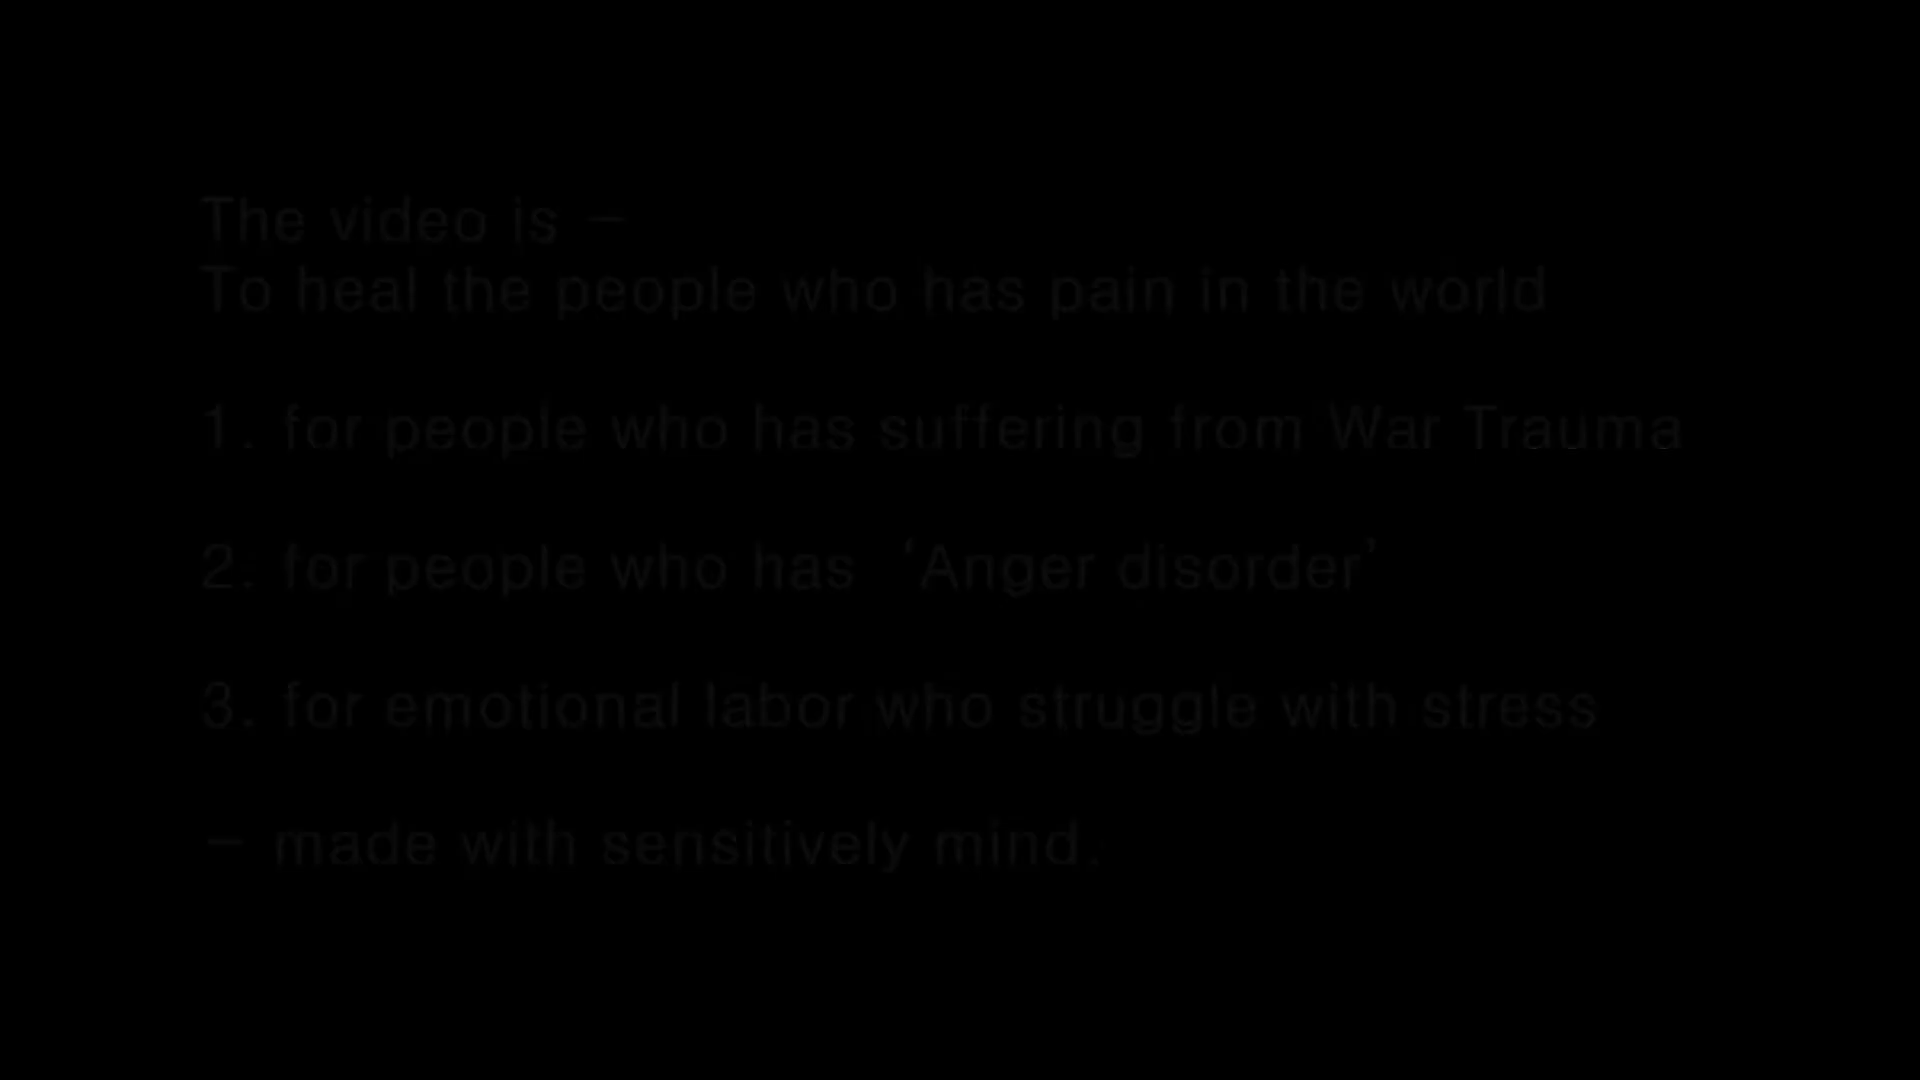 The video is –
To heal the people who has pain in the world
1. for people who has suffering from War Trauma
2. for people who has ‘Anger disorder’
3. for emotional labor who struggle with stress
– made with sensitively mind.